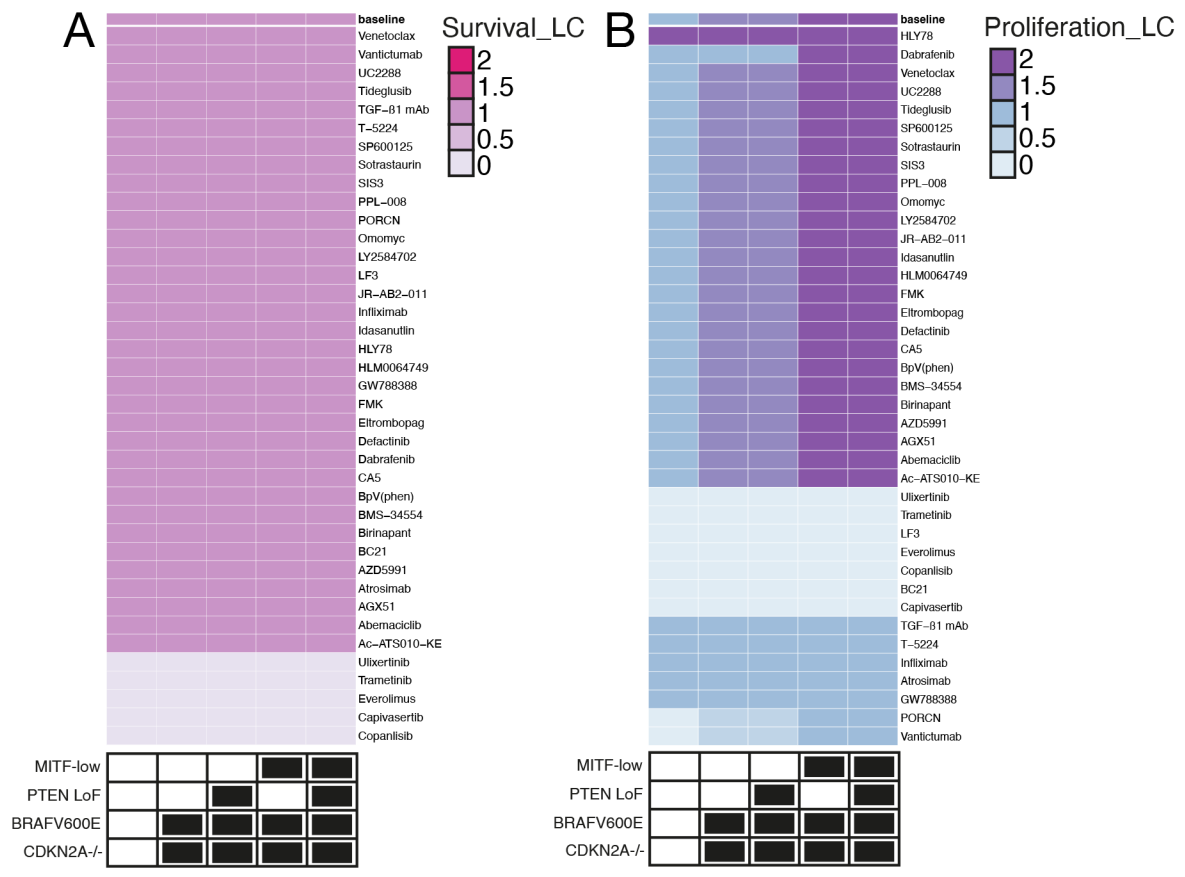 A
baseline
Venetoclax
Vantictumab
UC2288
Tideglusib
TGF-ß1 mAb
T-5224
SP600125
Sotrastaurin
SIS3
PPL-008
PORCN
Omomyc
LY2584702
LF3
JR-AB2-011
Infliximab
Idasanutlin
HLY78
HLM0064749
GW788388
FMK
Eltrombopag
Defactinib
Dabrafenib
CA5
BpV(phen)
BMS-34554
Birinapant
BC21
AZD5991
Atrosimab
AGX51
Abemaciclib
Ac-ATS010-KE
Ulixertinib
Trametinib
Everolimus
Capivasertib
Copanlisib
Survival_LC
2
1.5
1
0.5
0
MITF-low
PTEN LoF
BRAFV600E
CDKN2A-/-
B
baseline
HLY78
Dabrafenib
Venetoclax
UC2288
Tideglusib
SP600125
Sotrastaurin
SIS3
PPL-008
Omomyc
LY2584702
JR-AB2-011
Idasanutlin
HLM0064749
FMK
Eltrombopag
Defactinib
CA5
BpV(phen)
BMS-34554
Birinapant
AZD5991
AGX51
Abemaciclib
Ac-ATS010-KE
Ulixertinib
Trametinib
LF3
Everolimus
Copanlisib
BC21
Capivasertib
TGF-ß1 mAb
T-5224
Infliximab
Atrosimab
GW788388
PORCN
Vantictumab
Proliferation_LC
2
1.5
1
0.5
0
MITF-low
PTEN LoF
BRAFV600E
CDKN2A-/-